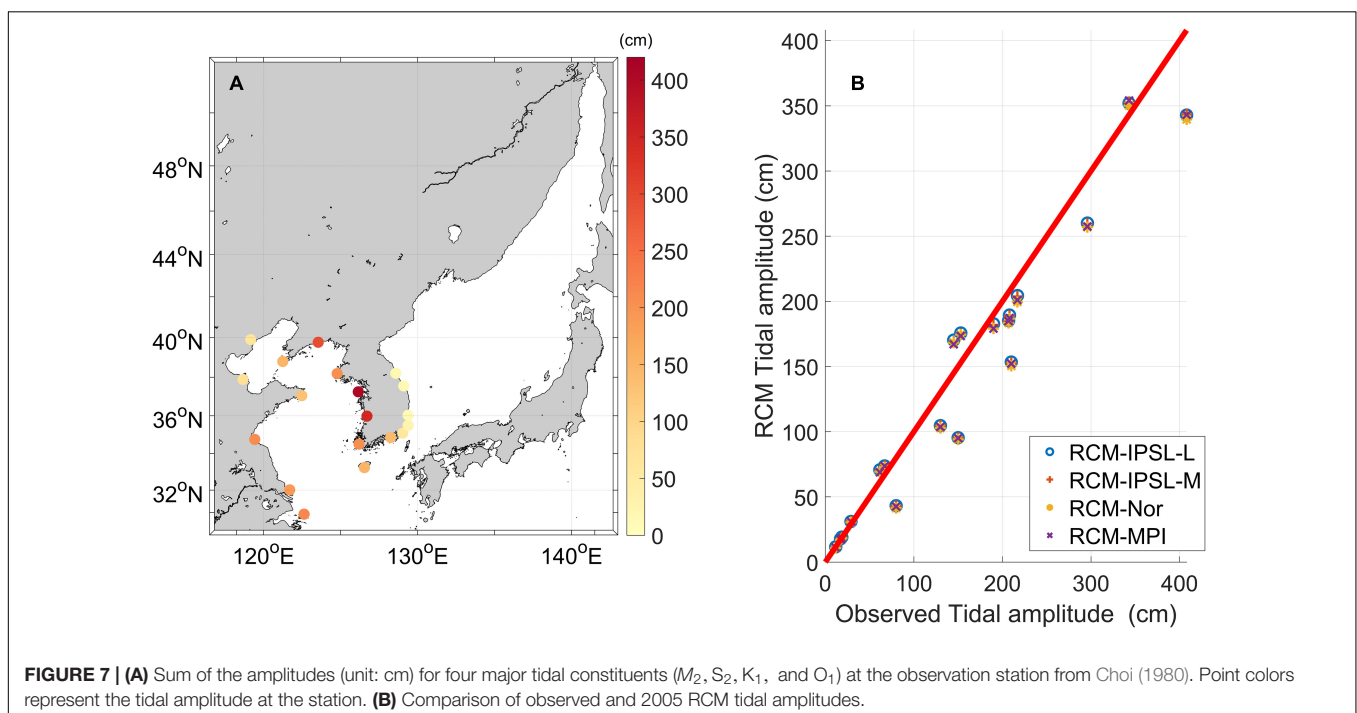 (cm)
A
48°N
44°N
40°N
36°N
32°N
120°E
130°E
140°E
400
350
300
250
200
150
100
50
0
B
RCM Tidal amplitude (cm)
400
350
300
250
200
150
100
50
0
0
100
200
300
400
Observed Tidal amplitude (cm)
RCM-IPSL-L
RCM-IPSL-M
RCM-Nor
RCM-MPI
FIGURE 7 | (A) Sum of the amplitudes (unit: cm) for four major tidal constituents (M₂, S₂, K₁, and O₁) at the observation station from Choi (1980). Point colors
represent the tidal amplitude at the station. (B) Comparison of observed and 2005 RCM tidal amplitudes.